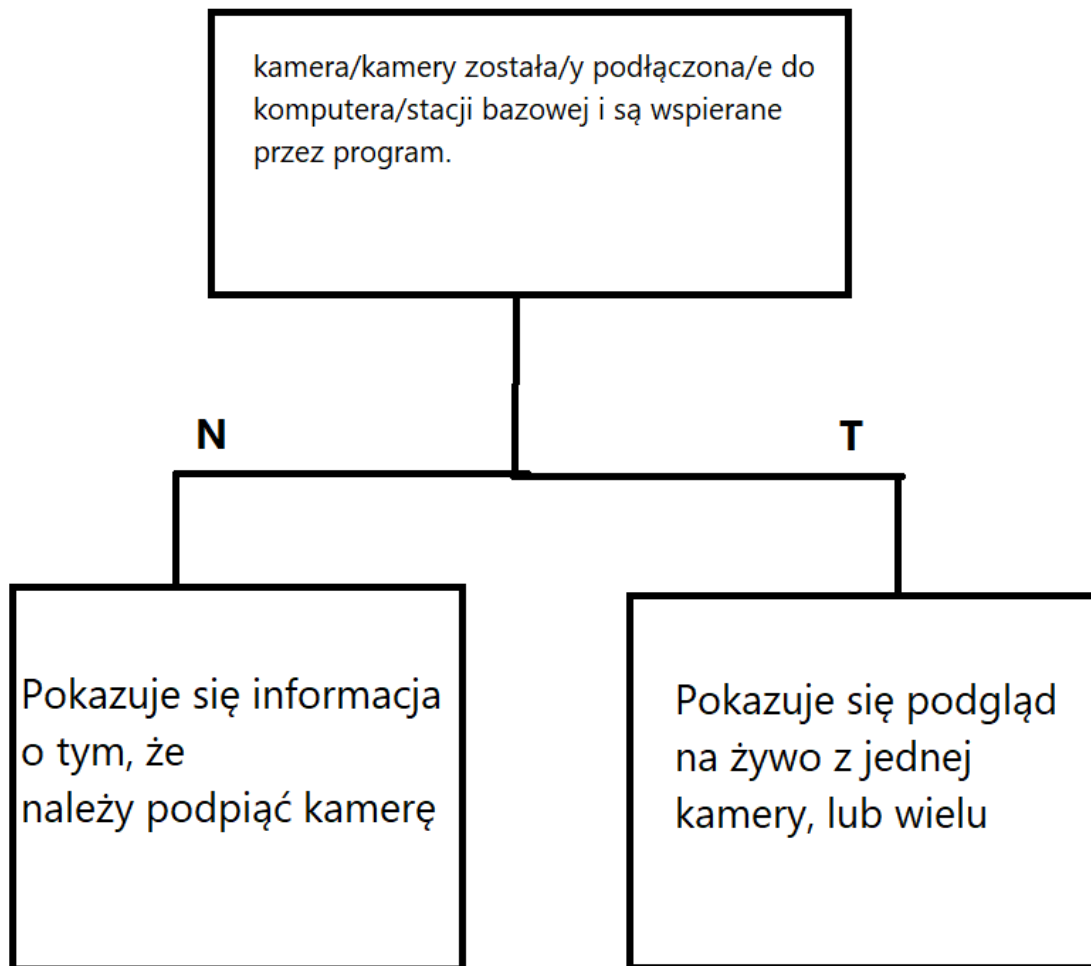 kamera/kamery została/y podłączona/e do
komputera/stacji bazowej i są wspierane
przez program.
N
T
Pokazuje się informacja
o tym, że
należy podpiąć kamerę
Pokazuje się podgląd
na żywo z jednej
kamery, lub wielu